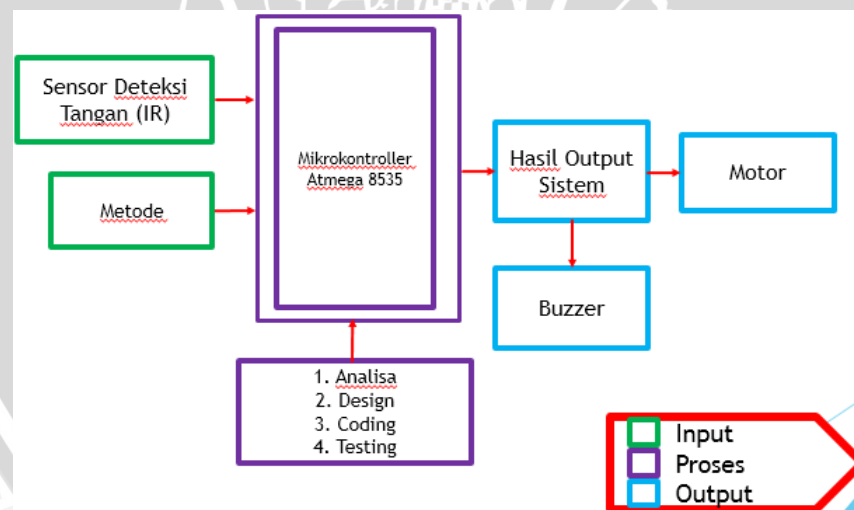 Sensor Deteksi
Tangan (IR)
Metode
Mikrokontroller
Atmega 8535
Hasil Output
Sistem
Motor
Buzzer
1. Analisa
2. Design
3. Coding
4. Testing
Input
Proses
Output